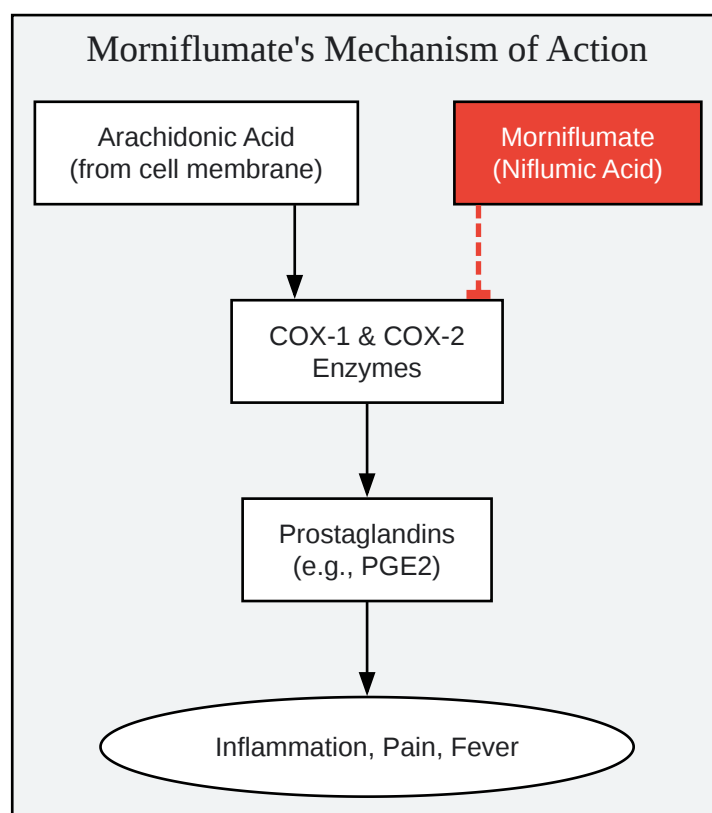 Morniflumate's Mechanism of Action
Arachidonic Acid
(from cell membrane)
Morniflumate
(Niflumic Acid)
COX-1 & COX-2
Enzymes
Prostaglandins
(e.g., PGE2)
Inflammation, Pain, Fever